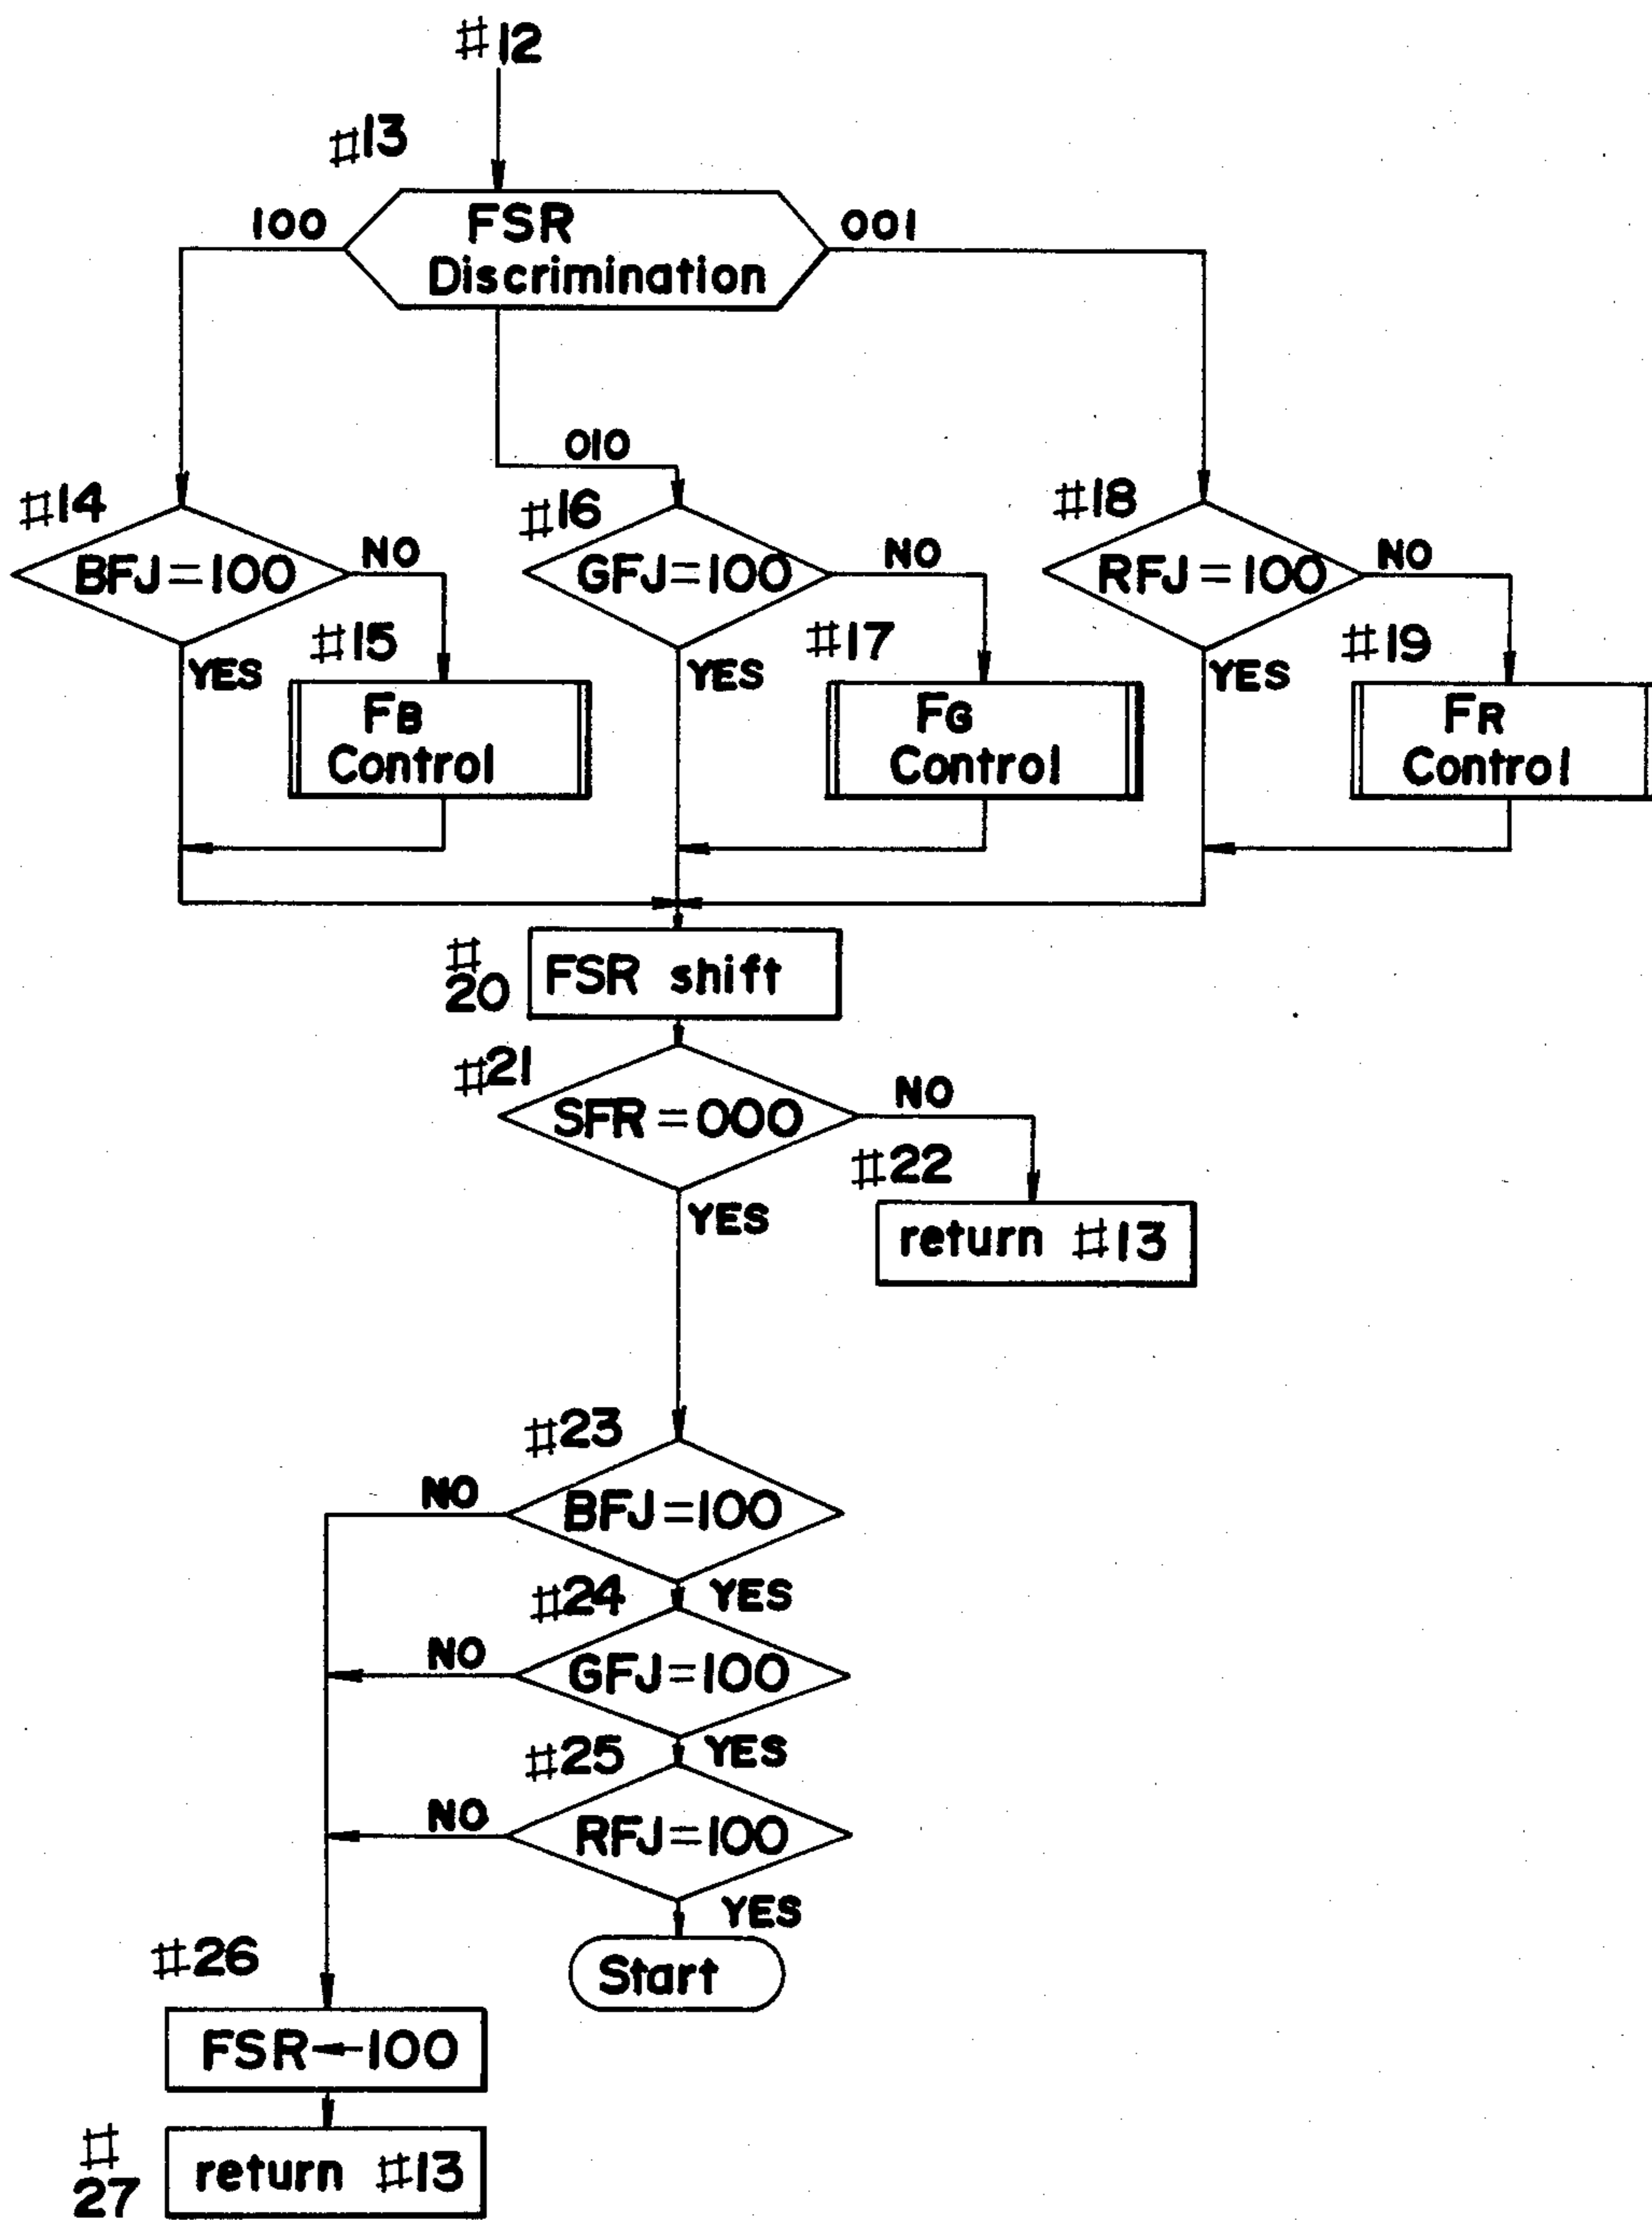 #12
#13
100
FSR
Discrimination
001
010
#14
BFJ=100
NO
YES
#15
FB
Control
#16
GFJ=100
NO
YES
#17
FG
Control
#18
RFJ=100
NO
YES
#19
FR
Control
#
20
FSR shift
#21
SFR=000
NO
YES
#22
return #13
#23
BFJ=100
NO
YES
#24
GFJ=100
NO
YES
#25
RFJ=100
NO
YES
Start
#26
FSR←100
#
27
return #13